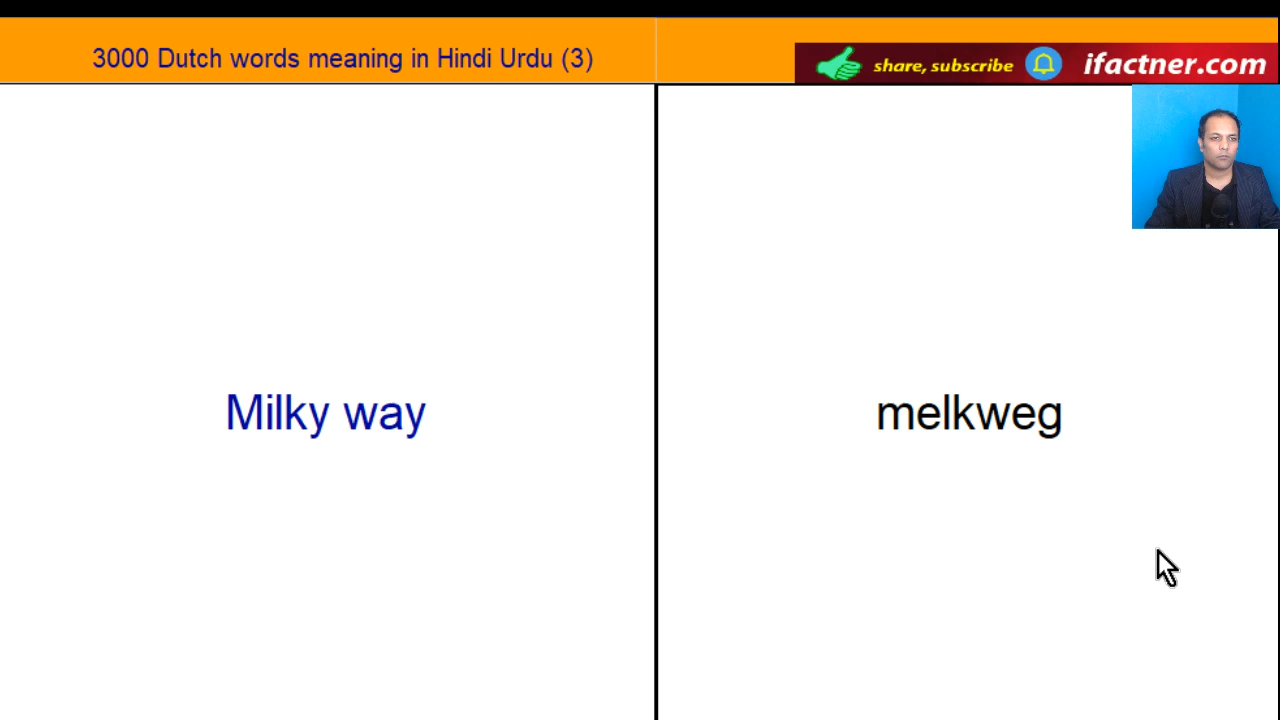 3000 Dutch words meaning in Hindi Urdu (3)
share, subscribe
ifactner.com
Milky way
melkweg